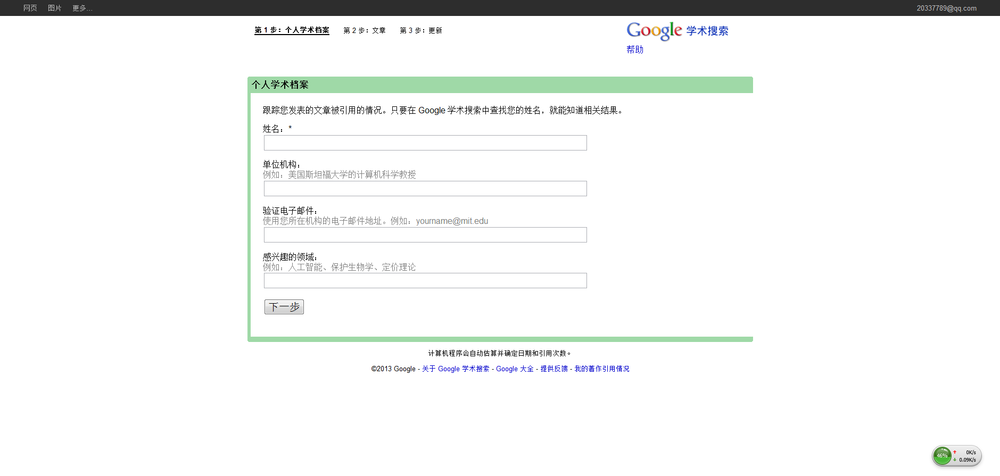 网页 图片 更多... 20337789@qq.com
第 1 步：个人学术档案 第 2 步：文章 第 3 步：更新
Google 学术搜索
帮助
个人学术档案
跟踪您发表的文章被引用的情况。只要在 Google 学术搜索中查找您的姓名，就能知道相关结果。
姓名：*
单位机构：
例如：美国斯坦福大学的计算机科学教授
验证电子邮件：
使用您所在机构的电子邮件地址。例如：yourname@mit.edu
感兴趣的领域：
例如：人工智能、保护生物学、定价理论
下一步
计算机程序会自动估算并确定日期和引用次数。
©2013 Google - 关于 Google 学术搜索 - Google 大全 - 提供反馈 - 我的著作引用情况
46% 0K/s
0.09K/s